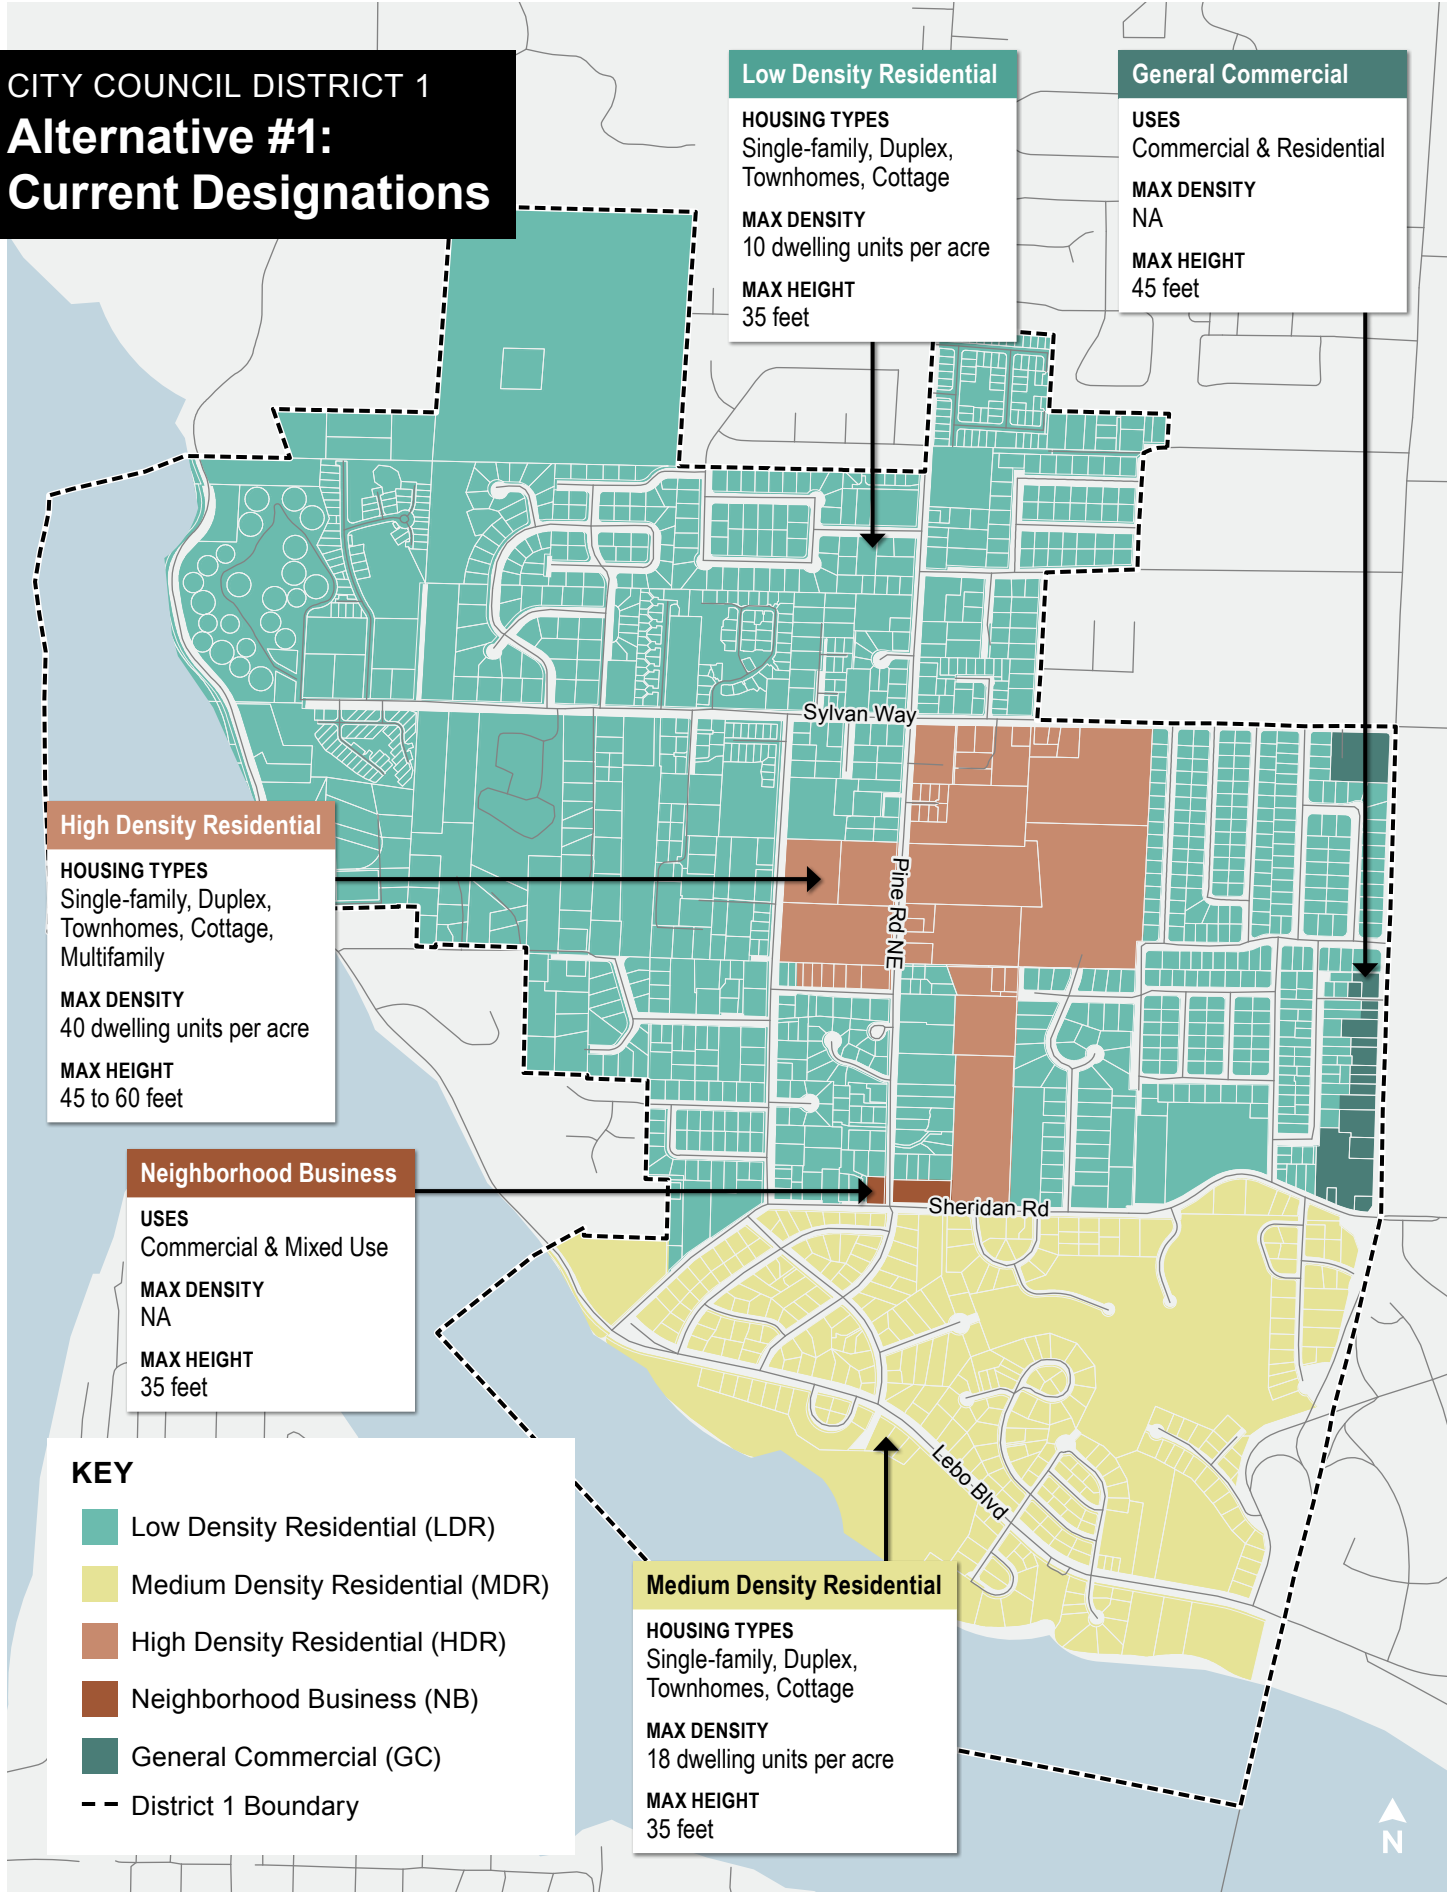 CITY COUNCIL DISTRICT 1
Alternative #1:
Current Designations
Low Density Residential
HOUSING TYPES
Single-family, Duplex,
Townhomes, Cottage
MAX DENSITY
10 dwelling units per acre
MAX HEIGHT
35 feet
General Commercial
USES
Commercial & Residential
MAX DENSITY
NA
MAX HEIGHT
45 feet
Sylvan Way
Pine Rd NE
High Density Residential
HOUSING TYPES
Single-family, Duplex,
Townhomes, Cottage,
Multifamily
MAX DENSITY
40 dwelling units per acre
MAX HEIGHT
45 to 60 feet
Neighborhood Business
USES
Commercial & Mixed Use
MAX DENSITY
NA
MAX HEIGHT
35 feet
Sheridan Rd
Lebo Blvd
KEY
Low Density Residential (LDR)
Medium Density Residential (MDR)
High Density Residential (HDR)
Neighborhood Business (NB)
General Commercial (GC)
District 1 Boundary
Medium Density Residential
HOUSING TYPES
Single-family, Duplex,
Townhomes, Cottage
MAX DENSITY
18 dwelling units per acre
MAX HEIGHT
35 feet
N